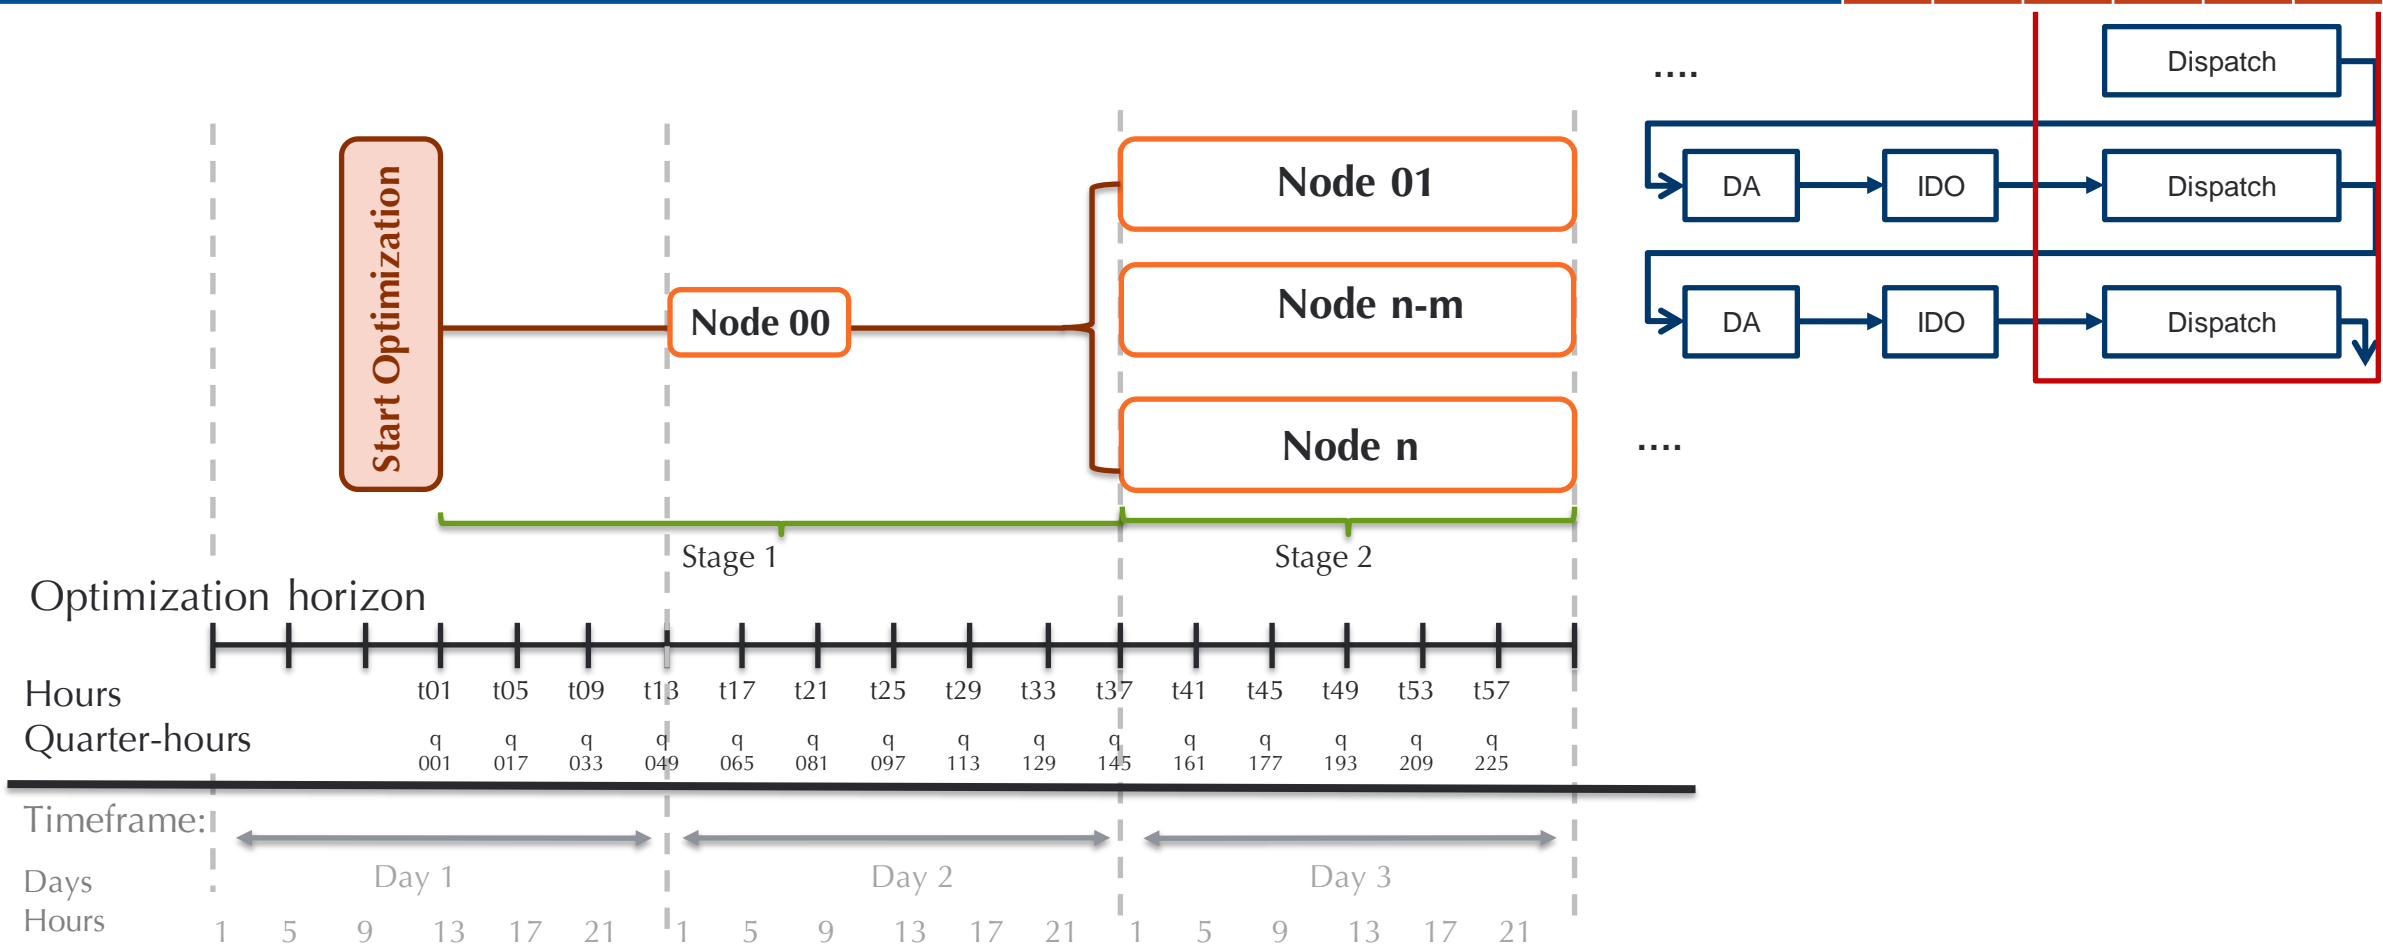 ....
Dispatch
Start Optimization
Node 01
DA
IDO
Dispatch
Node n-m
Node 00
DA
IDO
Dispatch
Node n
....
Stage 1
Stage 2
Optimization horizon
Hours
t01 t05 t09 t13 t17 t21 t25 t29 t33 t37 t41 t45 t49 t53 t57
Quarter-hours
q q q q q q q q q q q q q q q
001 017 033 049 065 081 097 113 129 145 161 177 193 209 225
Timeframe:
Days
Day 1 Day 2 Day 3
Hours
1 5 9 13 17 21 1 5 9 13 17 21 1 5 9 13 17 21